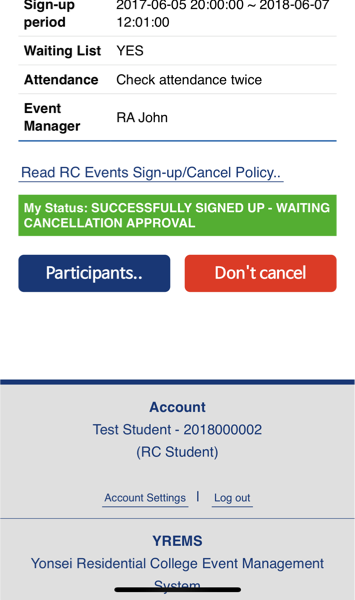 Sign-up 2017-06-05 20:00:00 ~ 2018-06-07
period 12:01:00
Waiting List YES
Attendance Check attendance twice
Event
Manager RA John
Read RC Events Sign-up/Cancel Policy..
My Status: SUCCESSFULLY SIGNED UP - WAITING
CANCELLATION APPROVAL
Participants.. Don't cancel
Account
Test Student - 2018000002
(RC Student)
Account Settings | Log out
YREMS
Yonsei Residential College Event Management
System